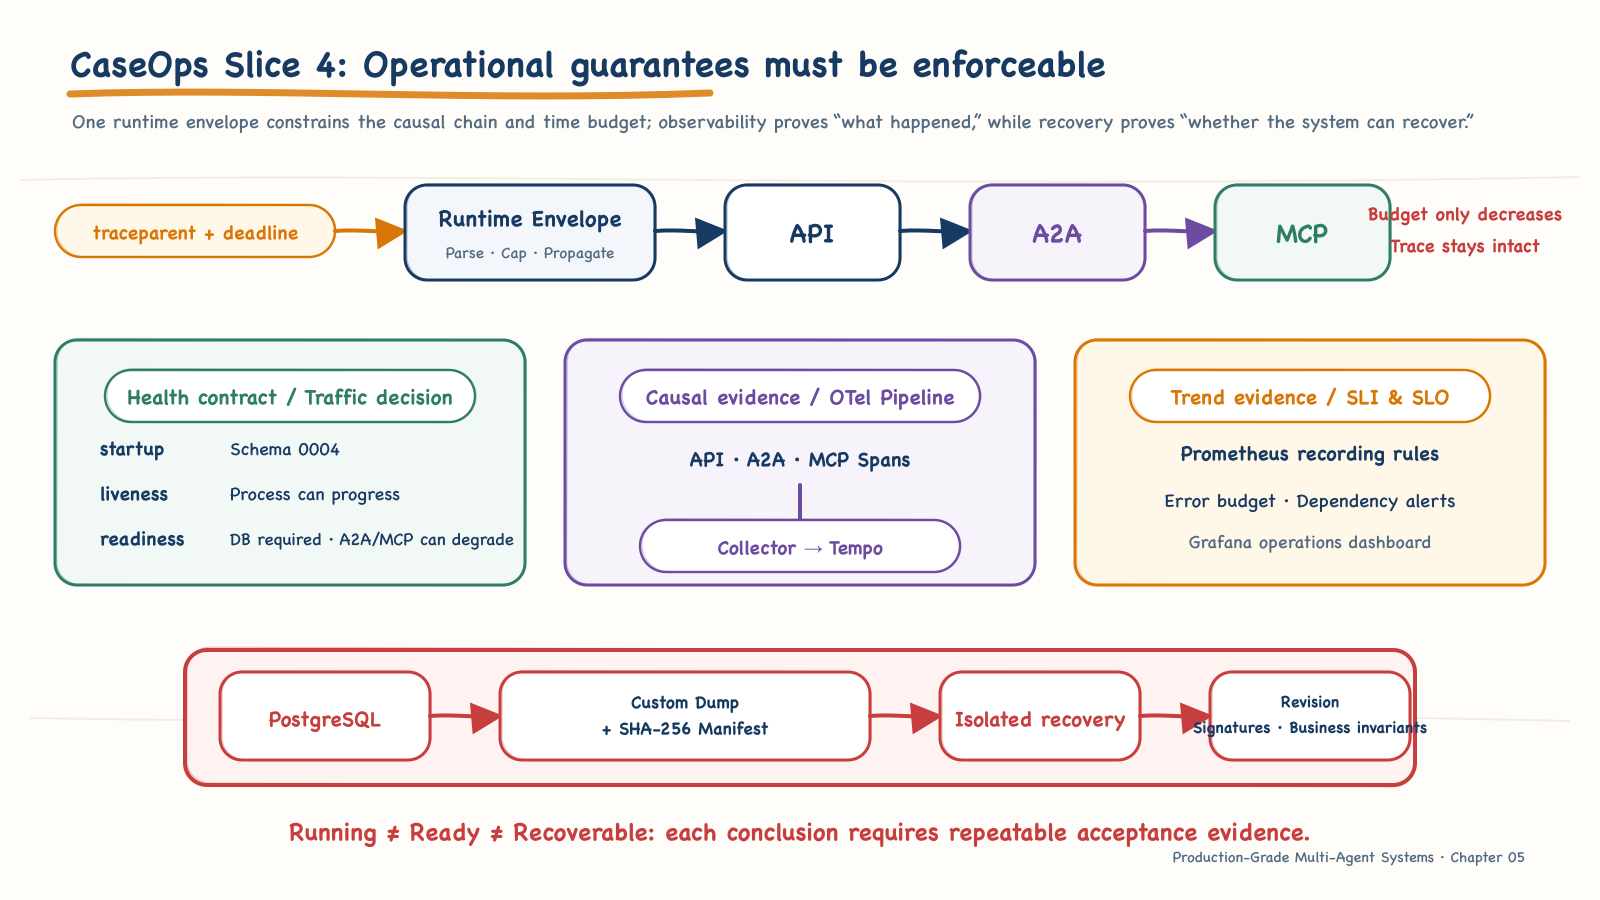 CaseOps Slice 4: Operational guarantees must be enforceable
One runtime envelope constrains the causal chain and time budget; observability proves “what happened,” while recovery proves “whether the system can recover.”
traceparent + deadline
Runtime Envelope
Parse · Cap · Propagate
API
A2A
MCP
Budget only decreases
Trace stays intact
Health contract / Traffic decision
startup Schema 0004
liveness Process can progress
readiness DB required · A2A/MCP can degrade
Causal evidence / OTel Pipeline
API · A2A · MCP Spans
Collector → Tempo
Trend evidence / SLI & SLO
Prometheus recording rules
Error budget · Dependency alerts
Grafana operations dashboard
PostgreSQL
Custom Dump
+ SHA-256 Manifest
Isolated recovery
Revision
Signatures · Business invariants
Running ≠ Ready ≠ Recoverable: each conclusion requires repeatable acceptance evidence.
Production-Grade Multi-Agent Systems · Chapter 05